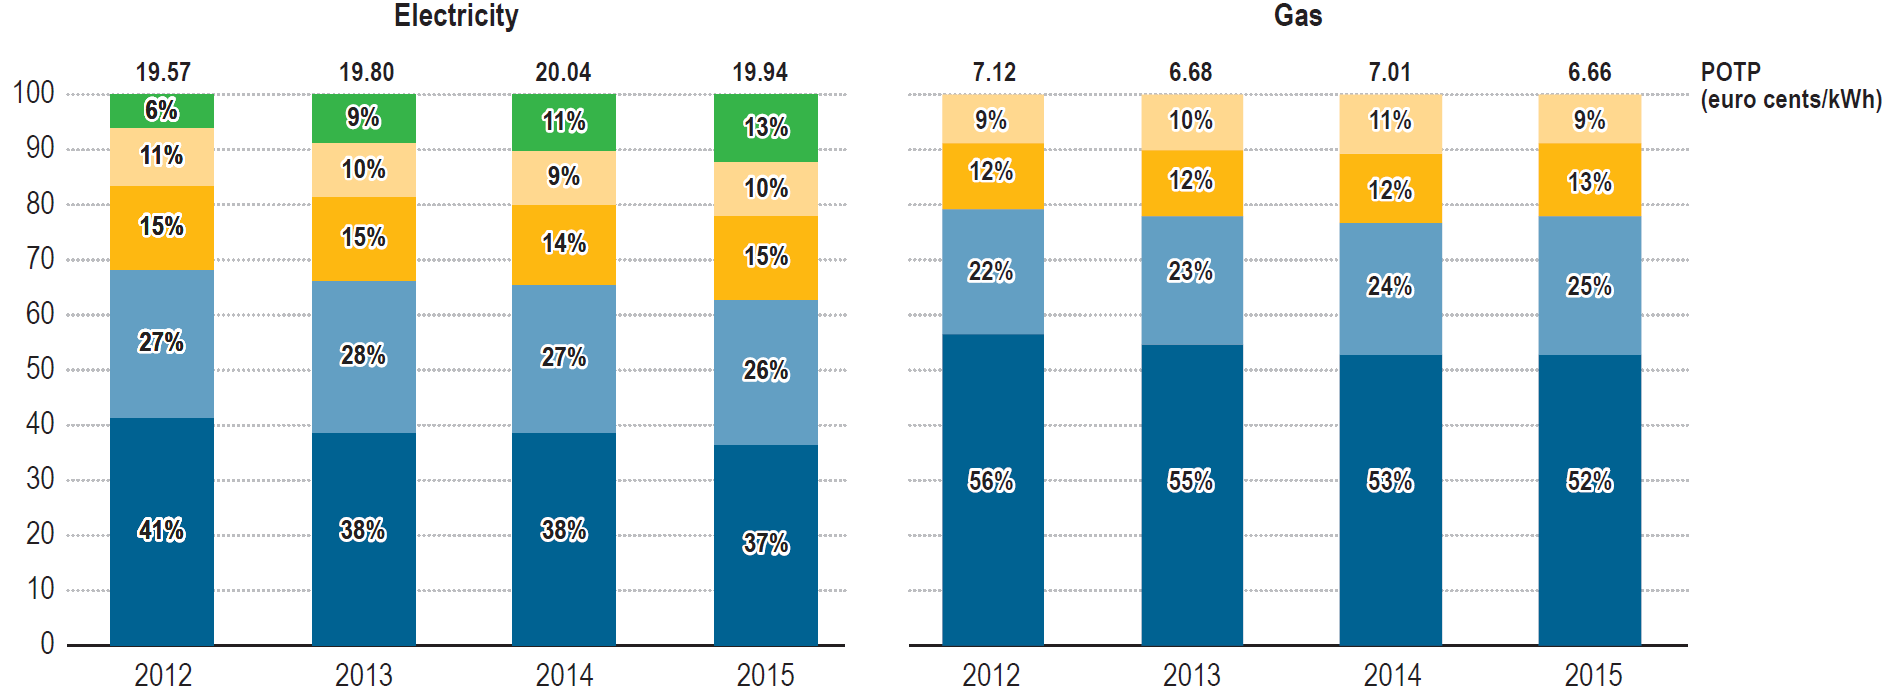 Electricity
Gas
19.57 19.80 20.04 19.94
7.12 6.68 7.01 6.66
POTP
(euro cents/kWh)
100
90
80
70
60
50
40
30
20
10
0
6% 9% 11% 13%
11% 10% 9% 10%
15% 15% 14% 15%
27% 28% 27% 26%
41% 38% 38% 37%
2012 2013 2014 2015
9% 10% 11% 9%
12% 12% 12% 13%
22% 23% 24% 25%
56% 55% 53% 52%
2012 2013 2014 2015